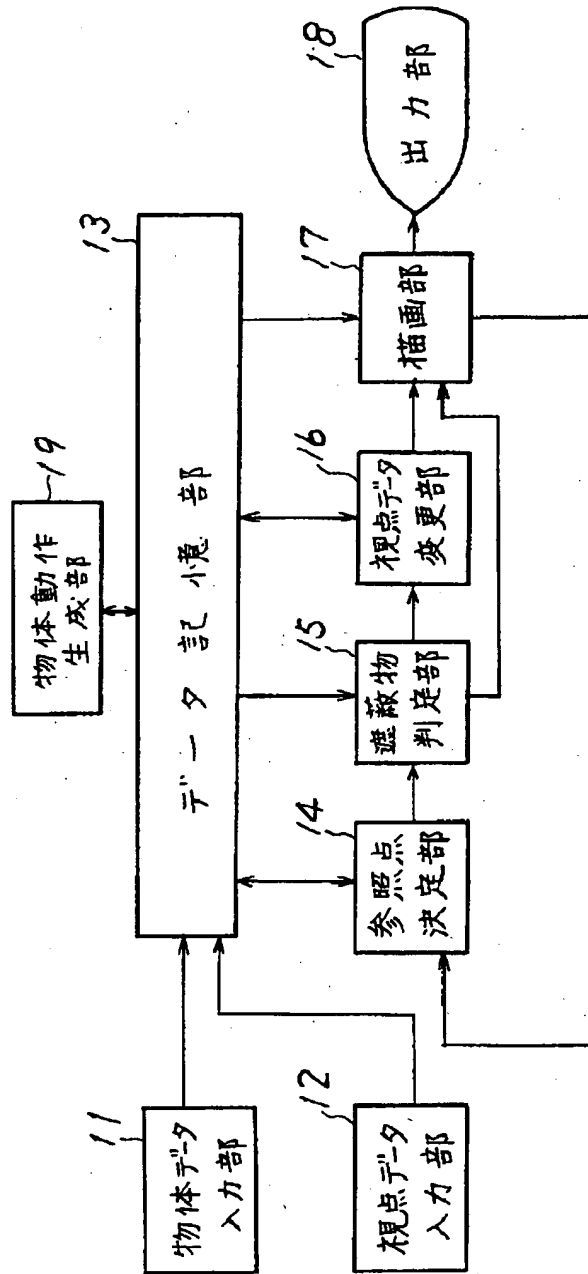 19
物体動作
生成部
13
データ記憶部
11
物体データ
入力部
12
視点データ
入力部
14
参照点
決定部
15
遮蔽物
判定部
16
視点データ
変更部
17
描画部
18
出力部